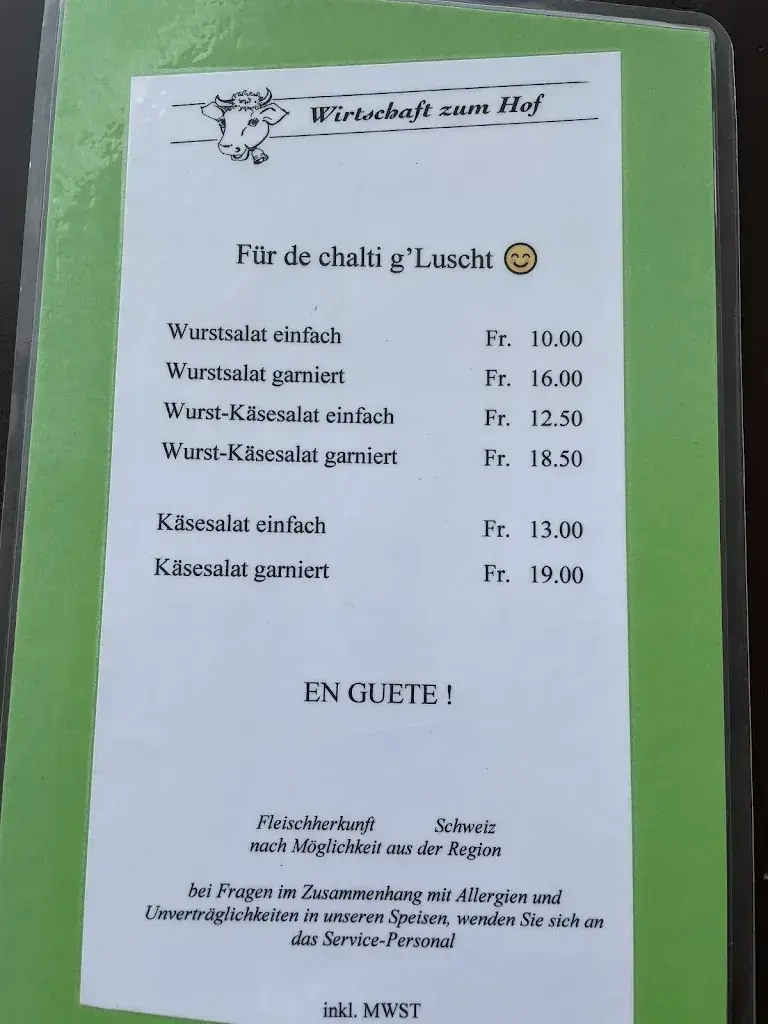 Wirtschaft zum Hof
Für de chalti g'Luscht 😊
Wurstsalat einfach Fr. 10.00
Wurstsalat garniert Fr. 16.00
Wurst-Käsesalat einfach Fr. 12.50
Wurst-Käsesalat garniert Fr. 18.50
Käsesalat einfach Fr. 13.00
Käsesalat garniert Fr. 19.00
EN GUETE !
Fleischherkunft Schweiz
nach Möglichkeit aus der Region
bei Fragen im Zusammenhang mit Allergien und
Unverträglichkeiten in unseren Speisen, wenden Sie sich an
das Service-Personal
inkl. MWST